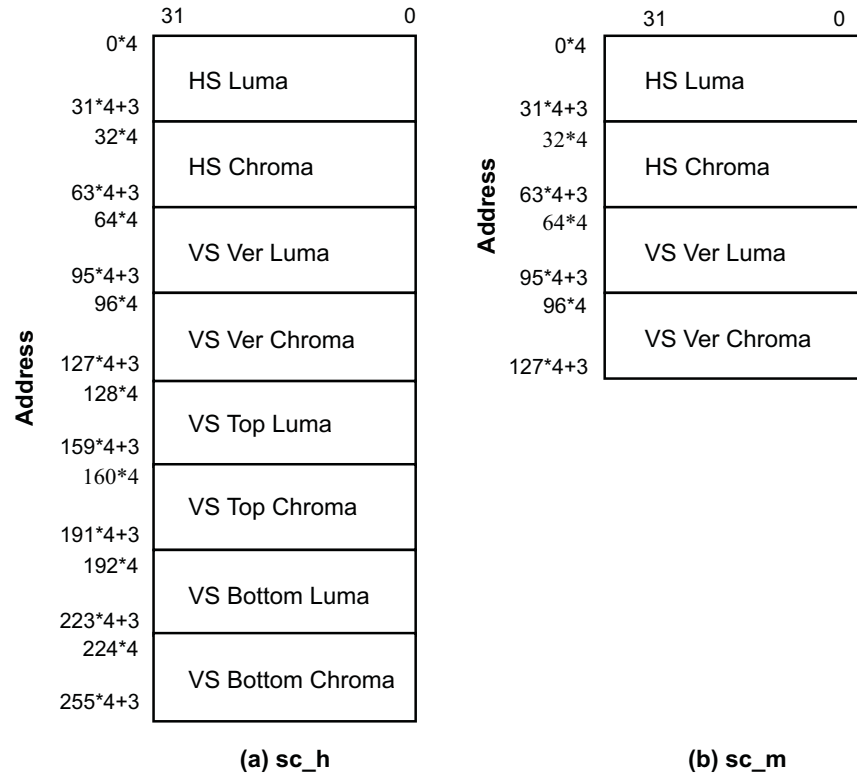 31 0
0*4
HS Luma
31*4+3
32*4
HS Chroma
63*4+3
64*4
VS Ver Luma
95*4+3
96*4
VS Ver Chroma
127*4+3
128*4
VS Top Luma
159*4+3
160*4
VS Top Chroma
191*4+3
192*4
VS Bottom Luma
223*4+3
224*4
VS Bottom Chroma
255*4+3
Address
(a) sc_h
31 0
0*4
HS Luma
31*4+3
32*4
HS Chroma
63*4+3
64*4
VS Ver Luma
95*4+3
96*4
VS Ver Chroma
127*4+3
Address
(b) sc_m